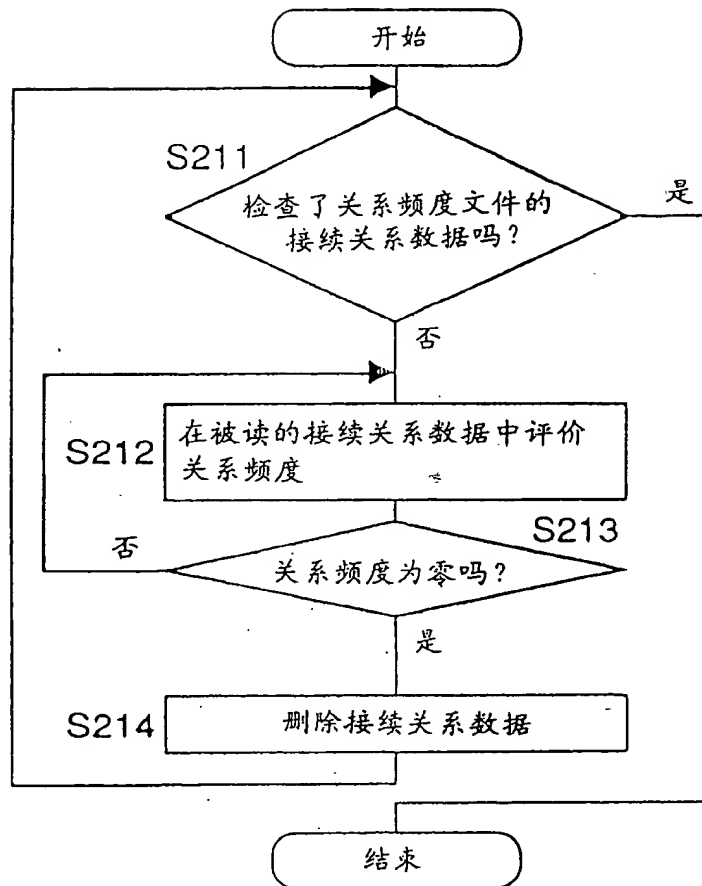 开始
S211
检查了关系频度文件的
接续关系数据吗?
是
否
S212
在被读的接续关系数据中评价
关系频度
S213
否
关系频度为零吗?
是
S214
删除接续关系数据
结束